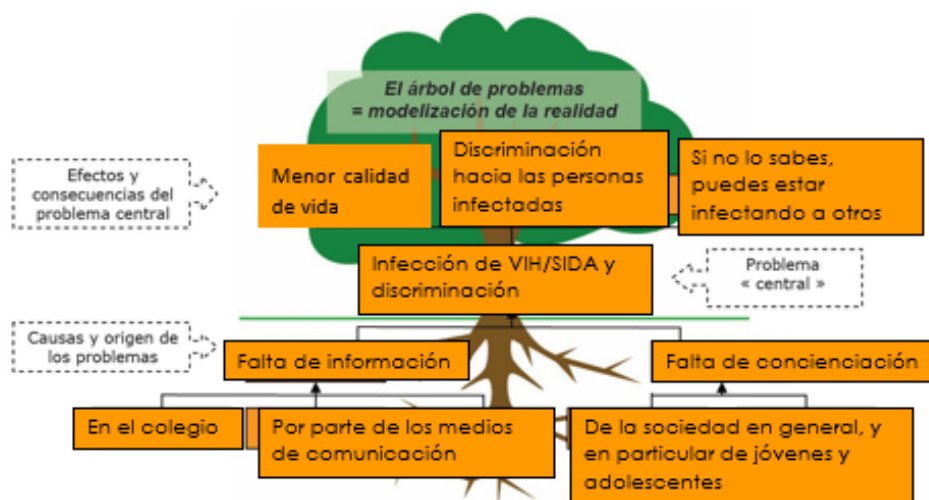 El árbol de problemas
= modelización de la realidad
Efectos y
consecuencias del
problema central
Menor calidad
de vida
Discriminación
hacia las personas
infectadas
Si no lo sabes,
puedes estar
infectando a otros
Infección de VIH/SIDA y
discriminación
Problema
« central »
Causas y origen de
los problemas
Falta de información
Falta de concienciación
En el colegio
Por parte de los medios
de comunicación
De la sociedad en general, y
en particular de jóvenes y
adolescentes